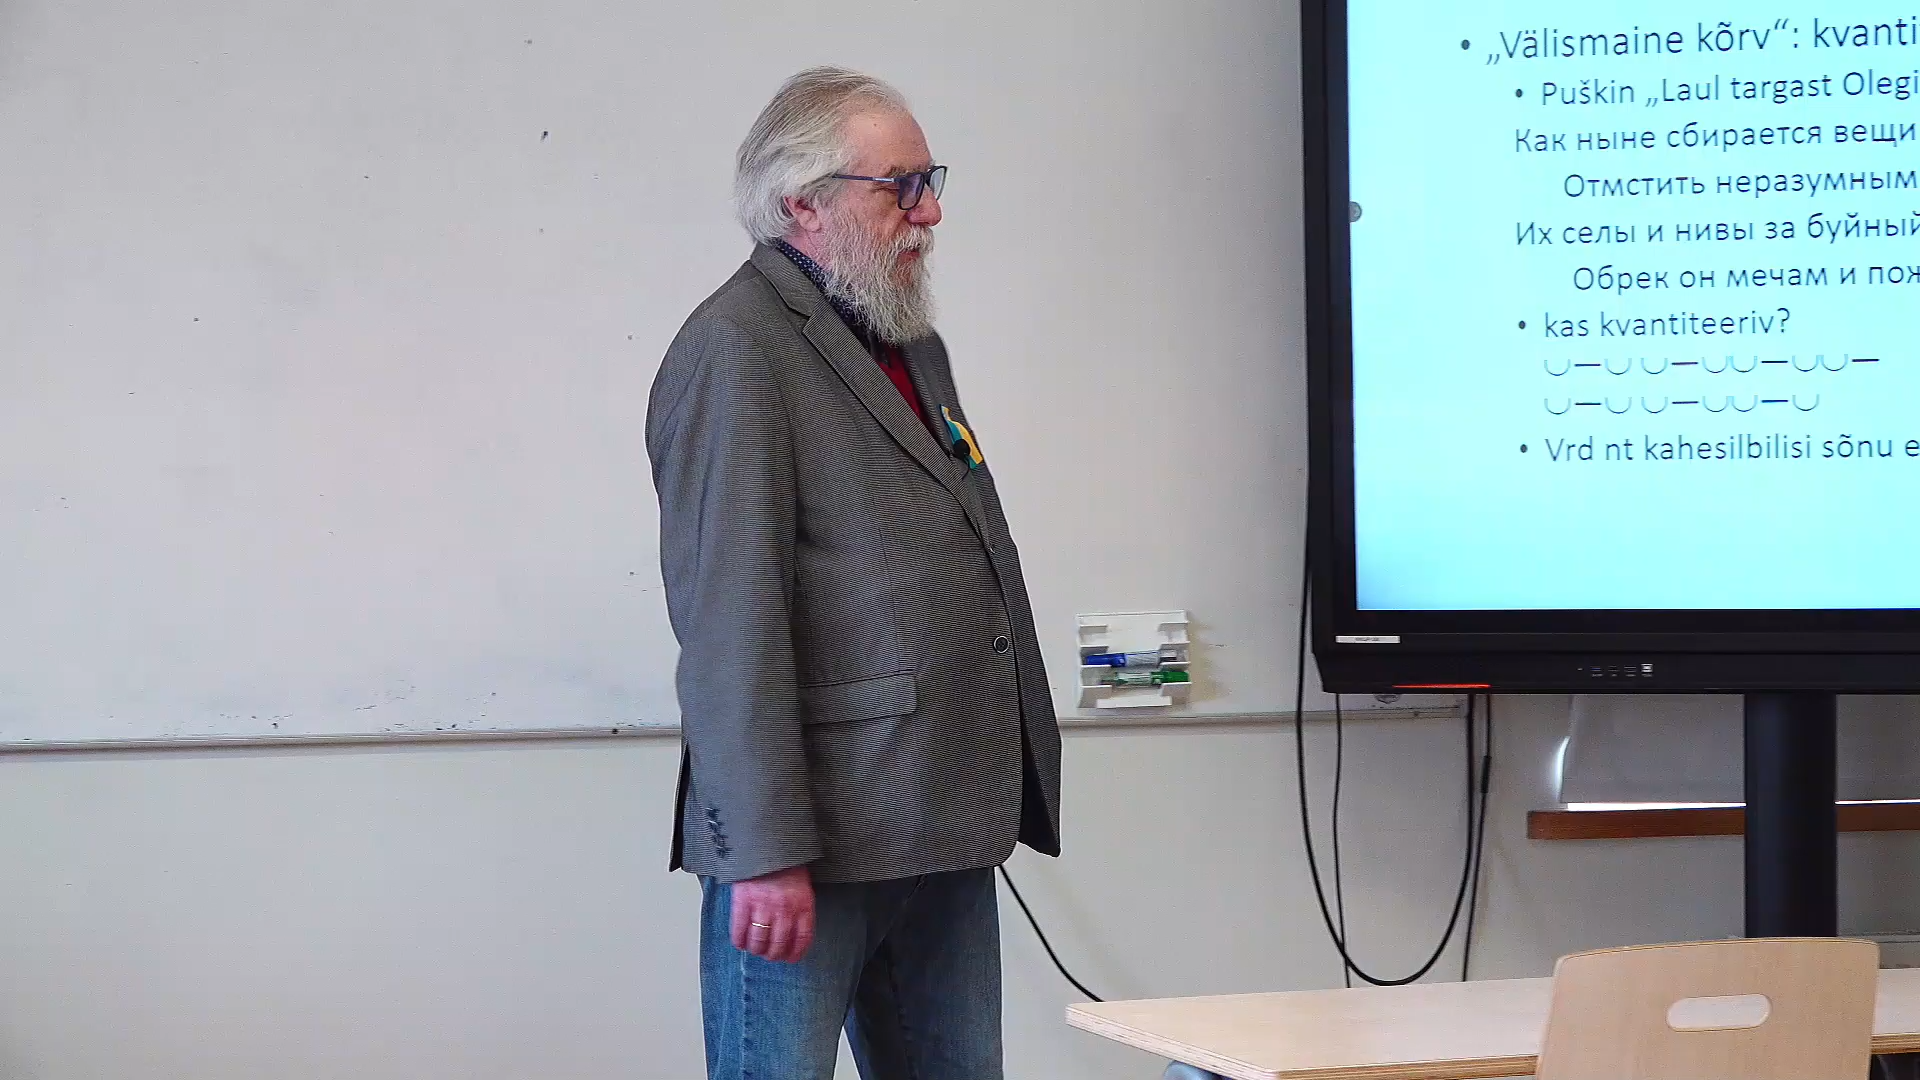 • „Välismaine kõrv“: kvanti
• Puškin „Laul targast Olegi
Как ныне сбирается вещи
Отмстить неразумным
Их селы и нивы за буйный
Обрек он мечам и пож
• kas kvantiteeriv?
◡—◡ ◡—◡◡—◡◡—
◡—◡ ◡—◡◡—◡
• Vrd nt kahesilbilisi sõnu e